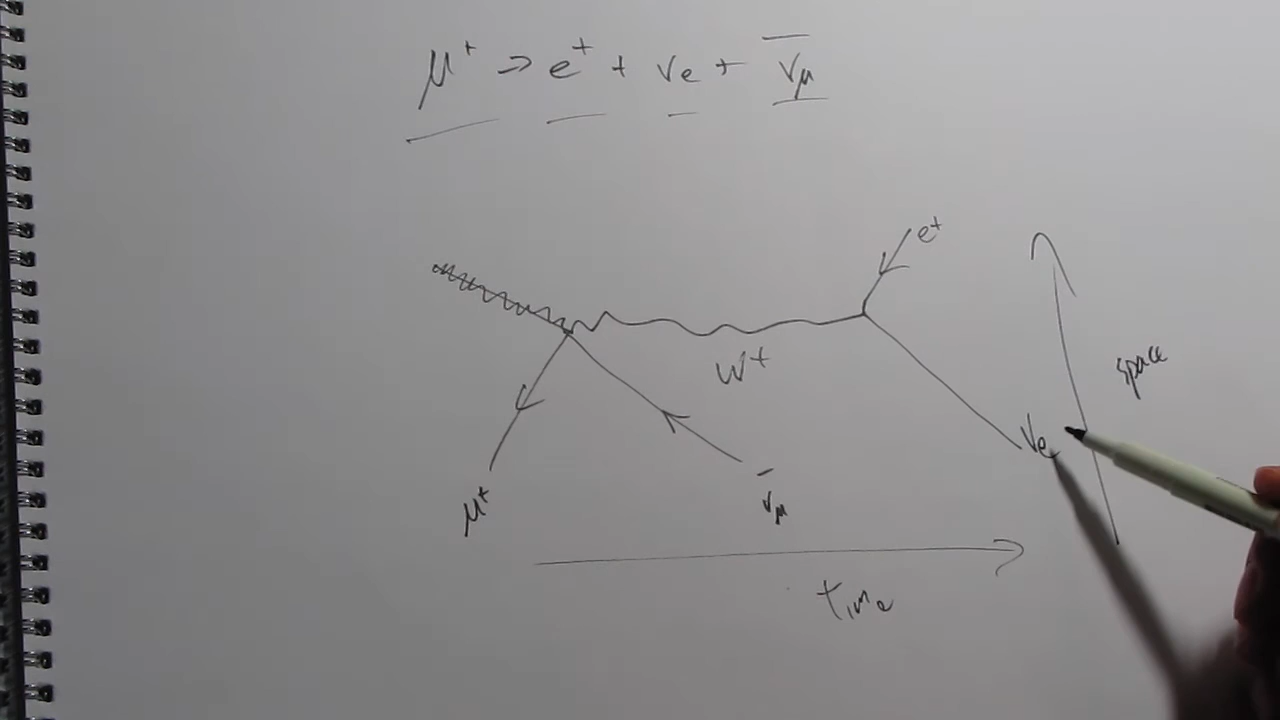 μ⁺ => e⁺ + νe + ν̅μ
e⁺
W⁺
space
νe
μ⁺
ν̅μ
time